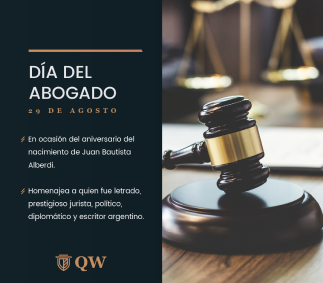 DÍA DEL
ABOGADO
29 DE AGOSTO
En ocasión del aniversario del
nacimiento de Juan Bautista
Alberdi.
Homenajea a quien fue letrado,
prestigioso jurista, político,
diplomático y escritor argentino.
QW